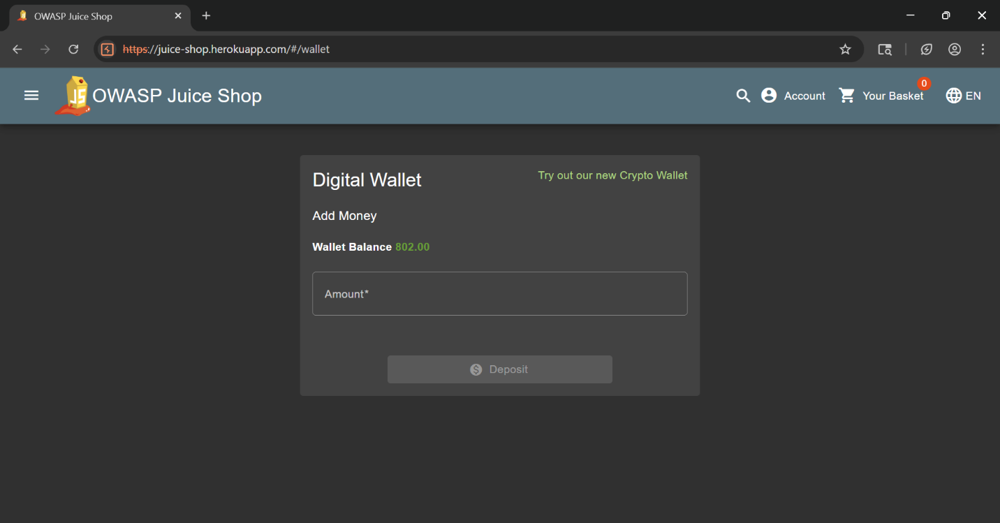 OWASP Juice Shop
https://juice-shop.herokuapp.com/#/wallet
JS OWASP Juice Shop
Account
0
Your Basket
EN
Digital Wallet
Try out our new Crypto Wallet
Add Money
Wallet Balance 802.00
Amount*
$ Deposit